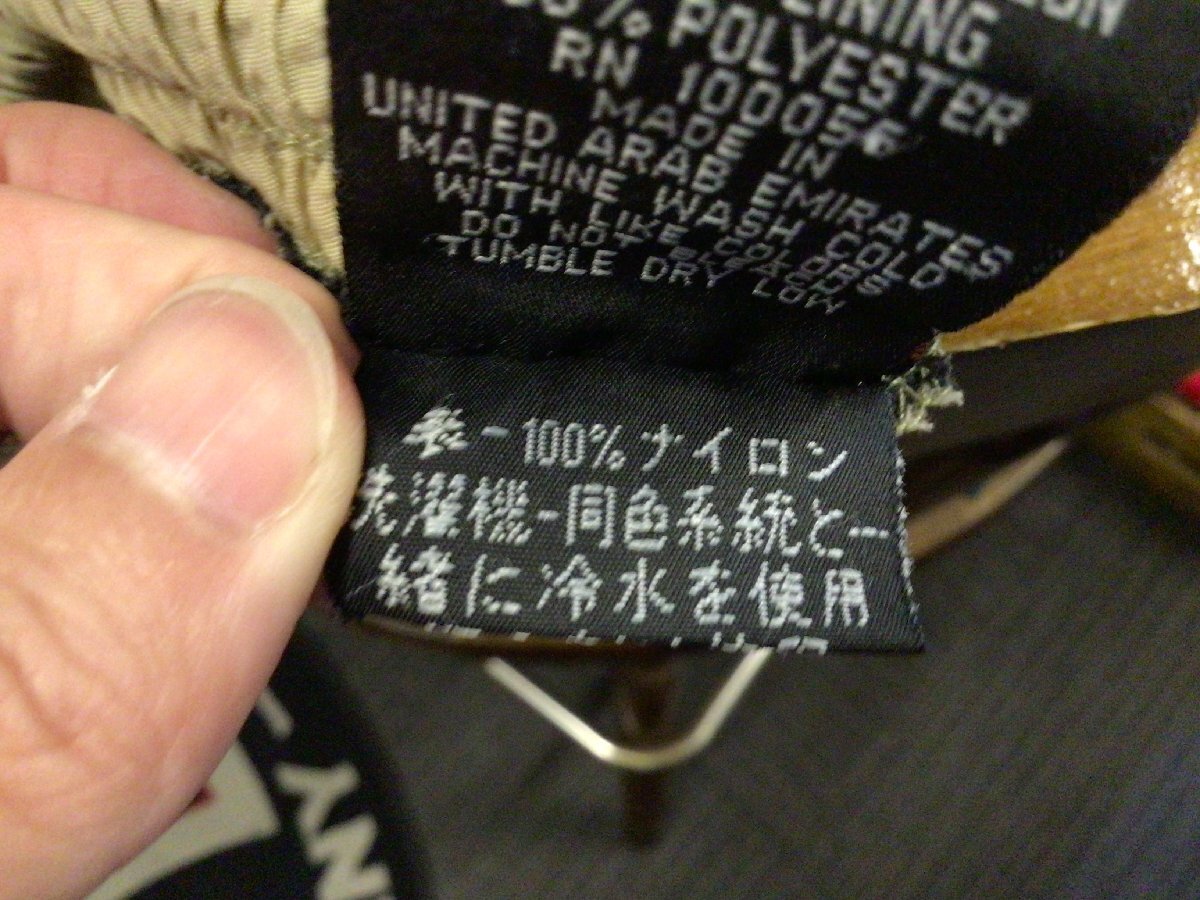 LINING
% POLYESTER
RN 100056
MADE IN
UNITED ARAB EMIRATES
MACHINE WASH COLD
WITH LIKE COLORS
DO NOT BLEACH
TUMBLE DRY LOW
表-100%ナイロン
洗濯機-同色系統と一
緒に冷水を使用
NY